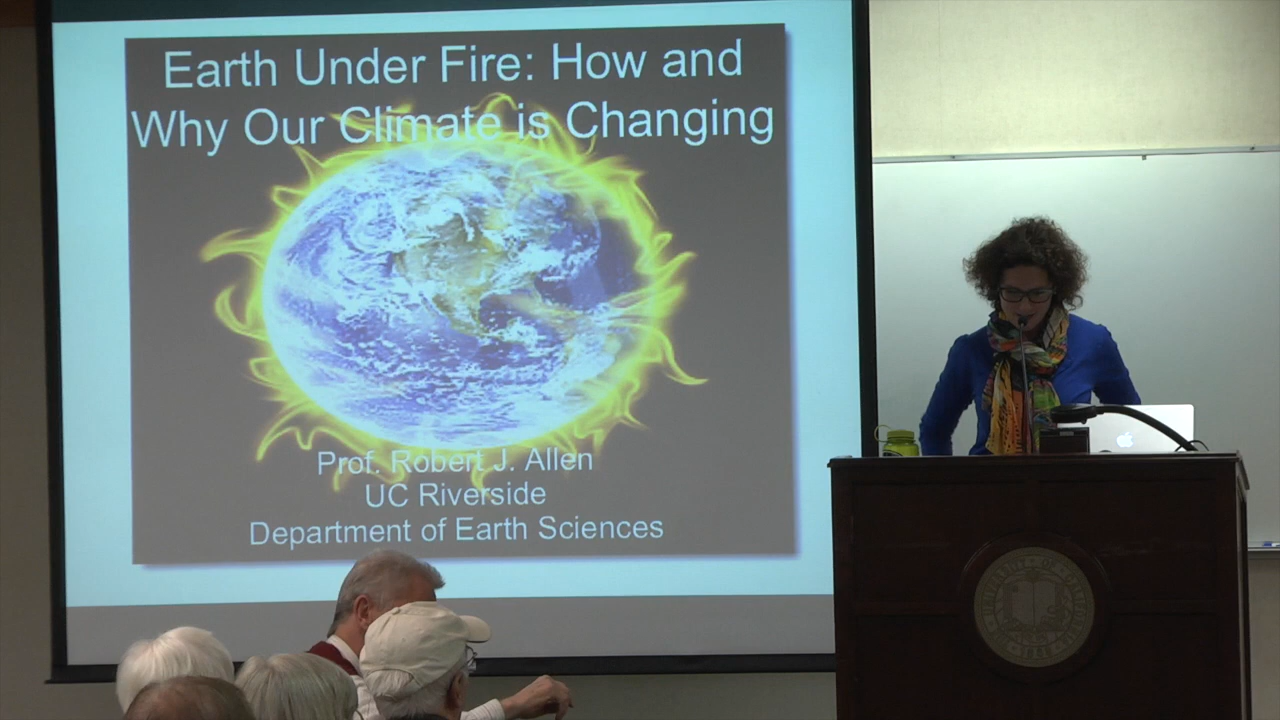 Earth Under Fire: How and
Why Our Climate is Changing
Prof. Robert J. Allen
UC Riverside
Department of Earth Sciences